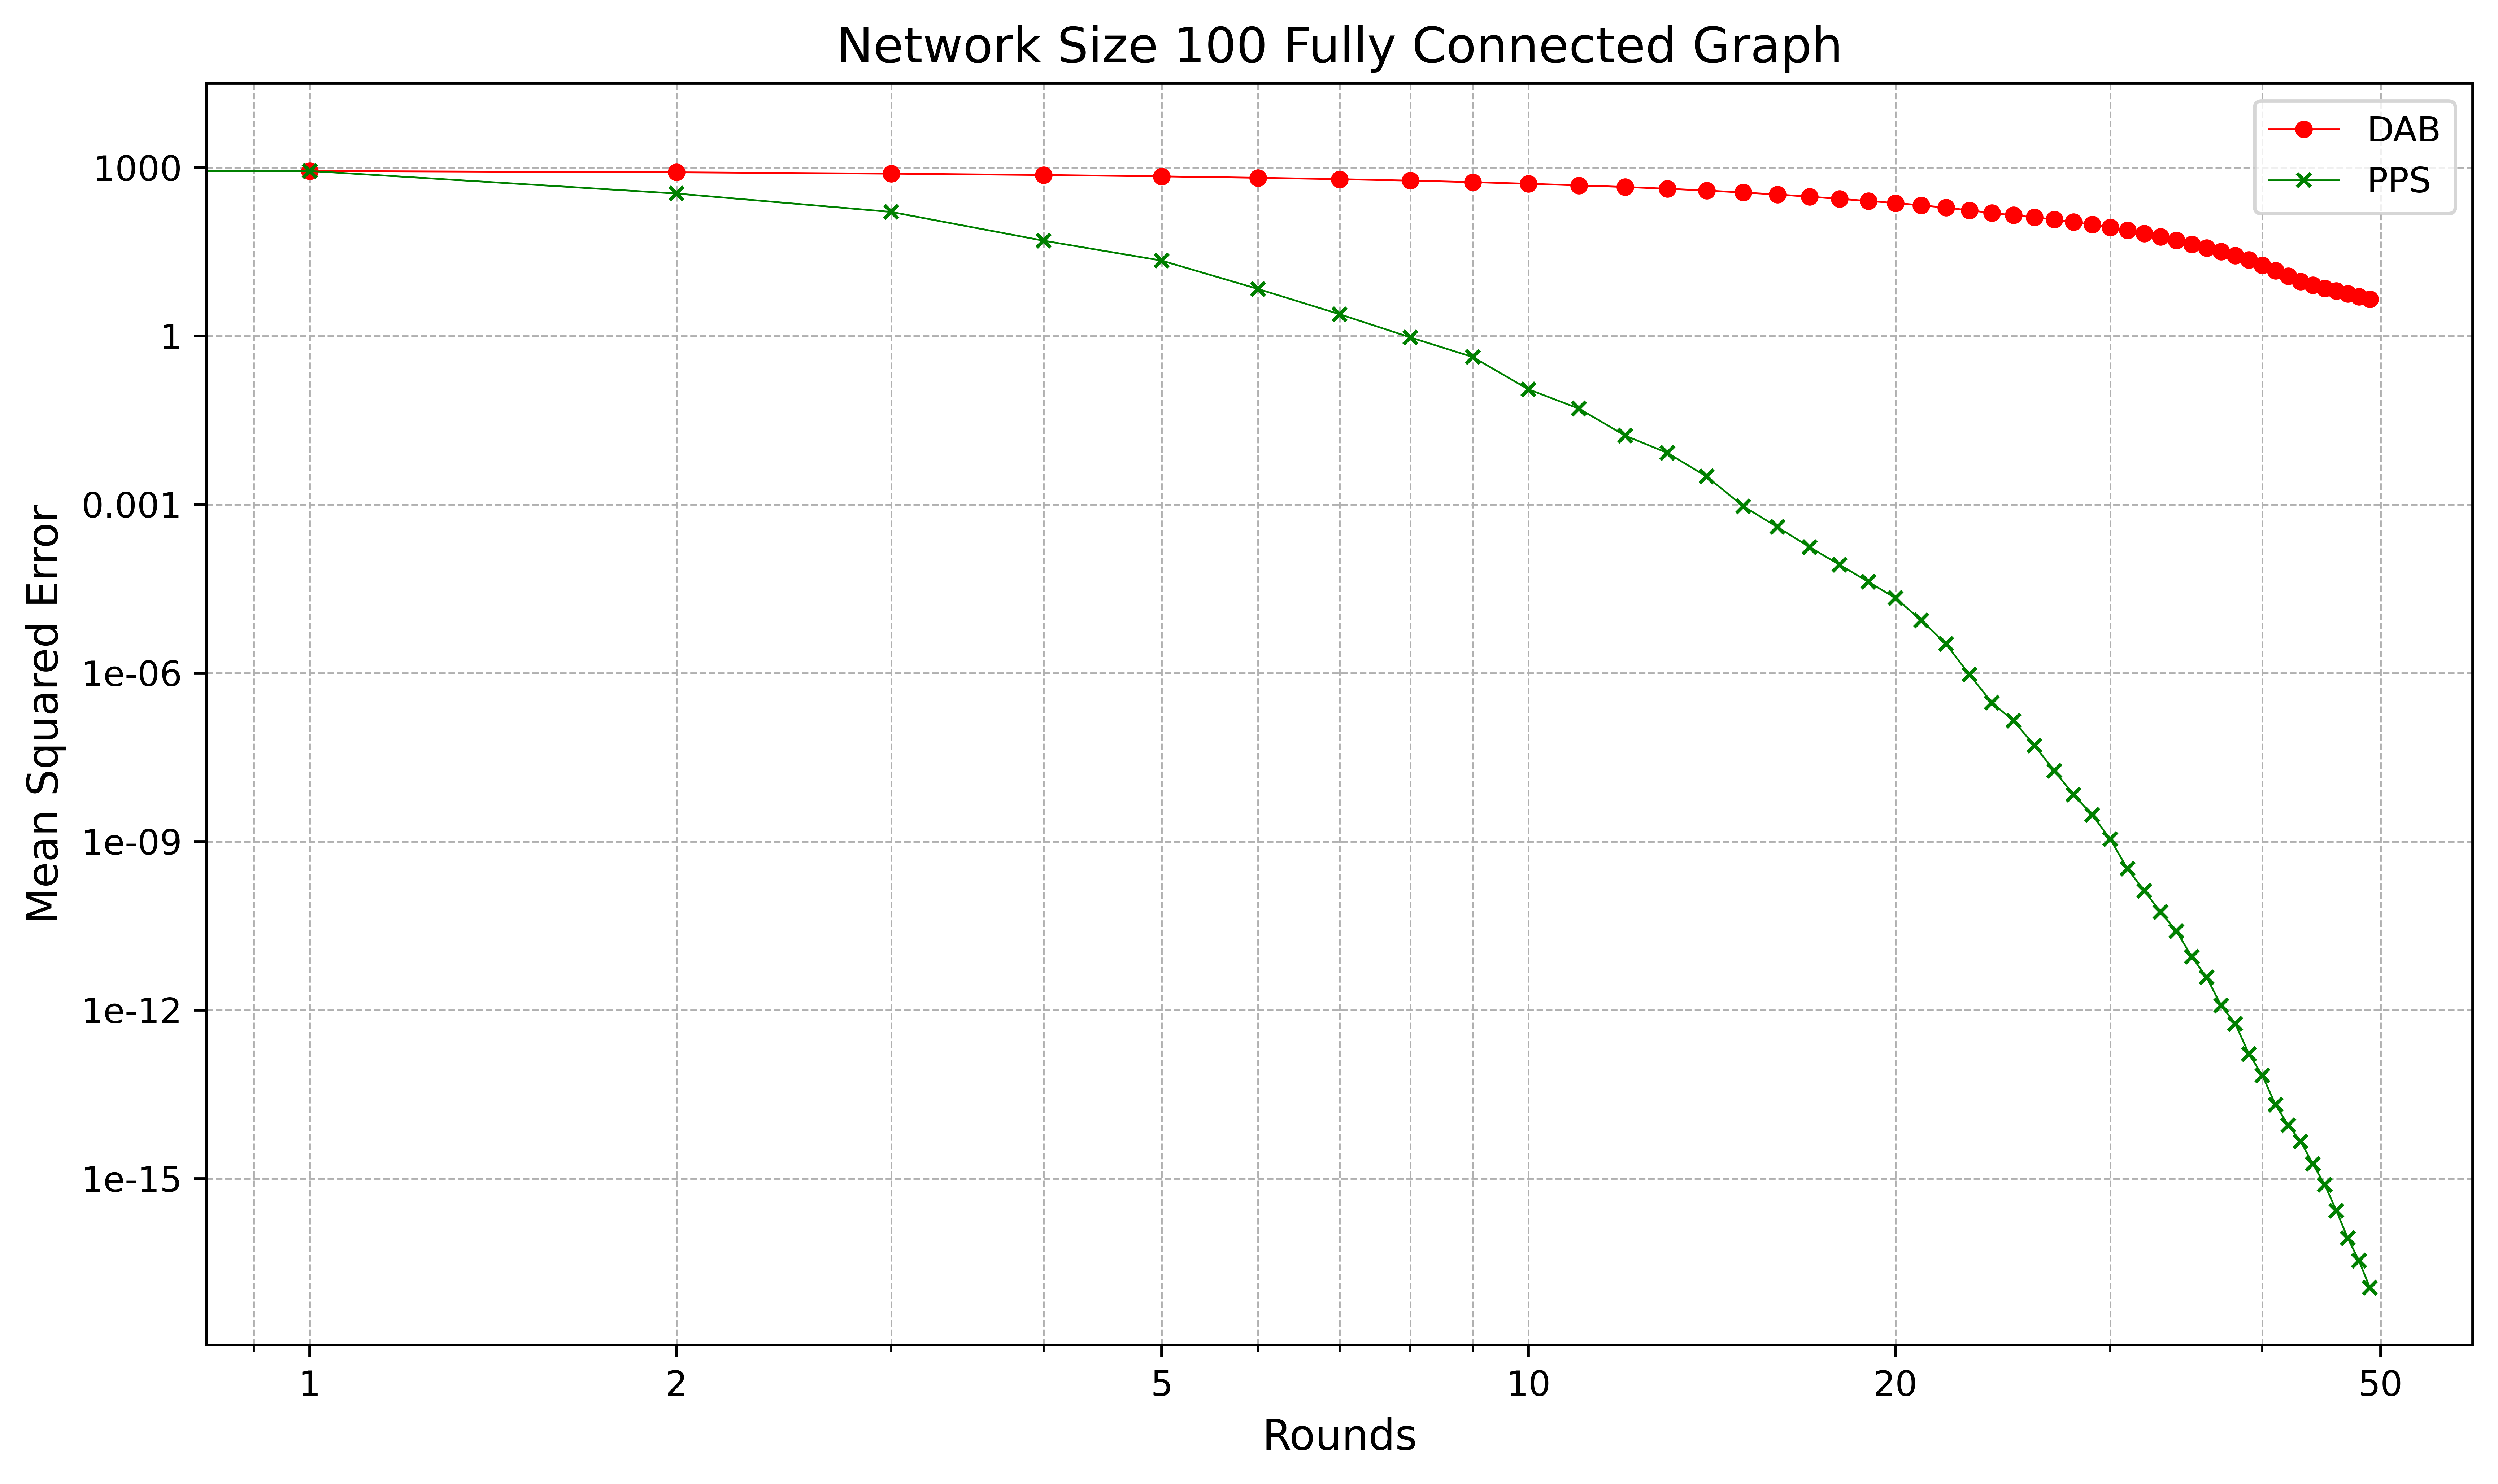 Network Size 100 Fully Connected Graph
DAB
PPS
Mean Squared Error
1000
1
0.001
1e-06
1e-09
1e-12
1e-15
1 2 5 10 20 50
Rounds